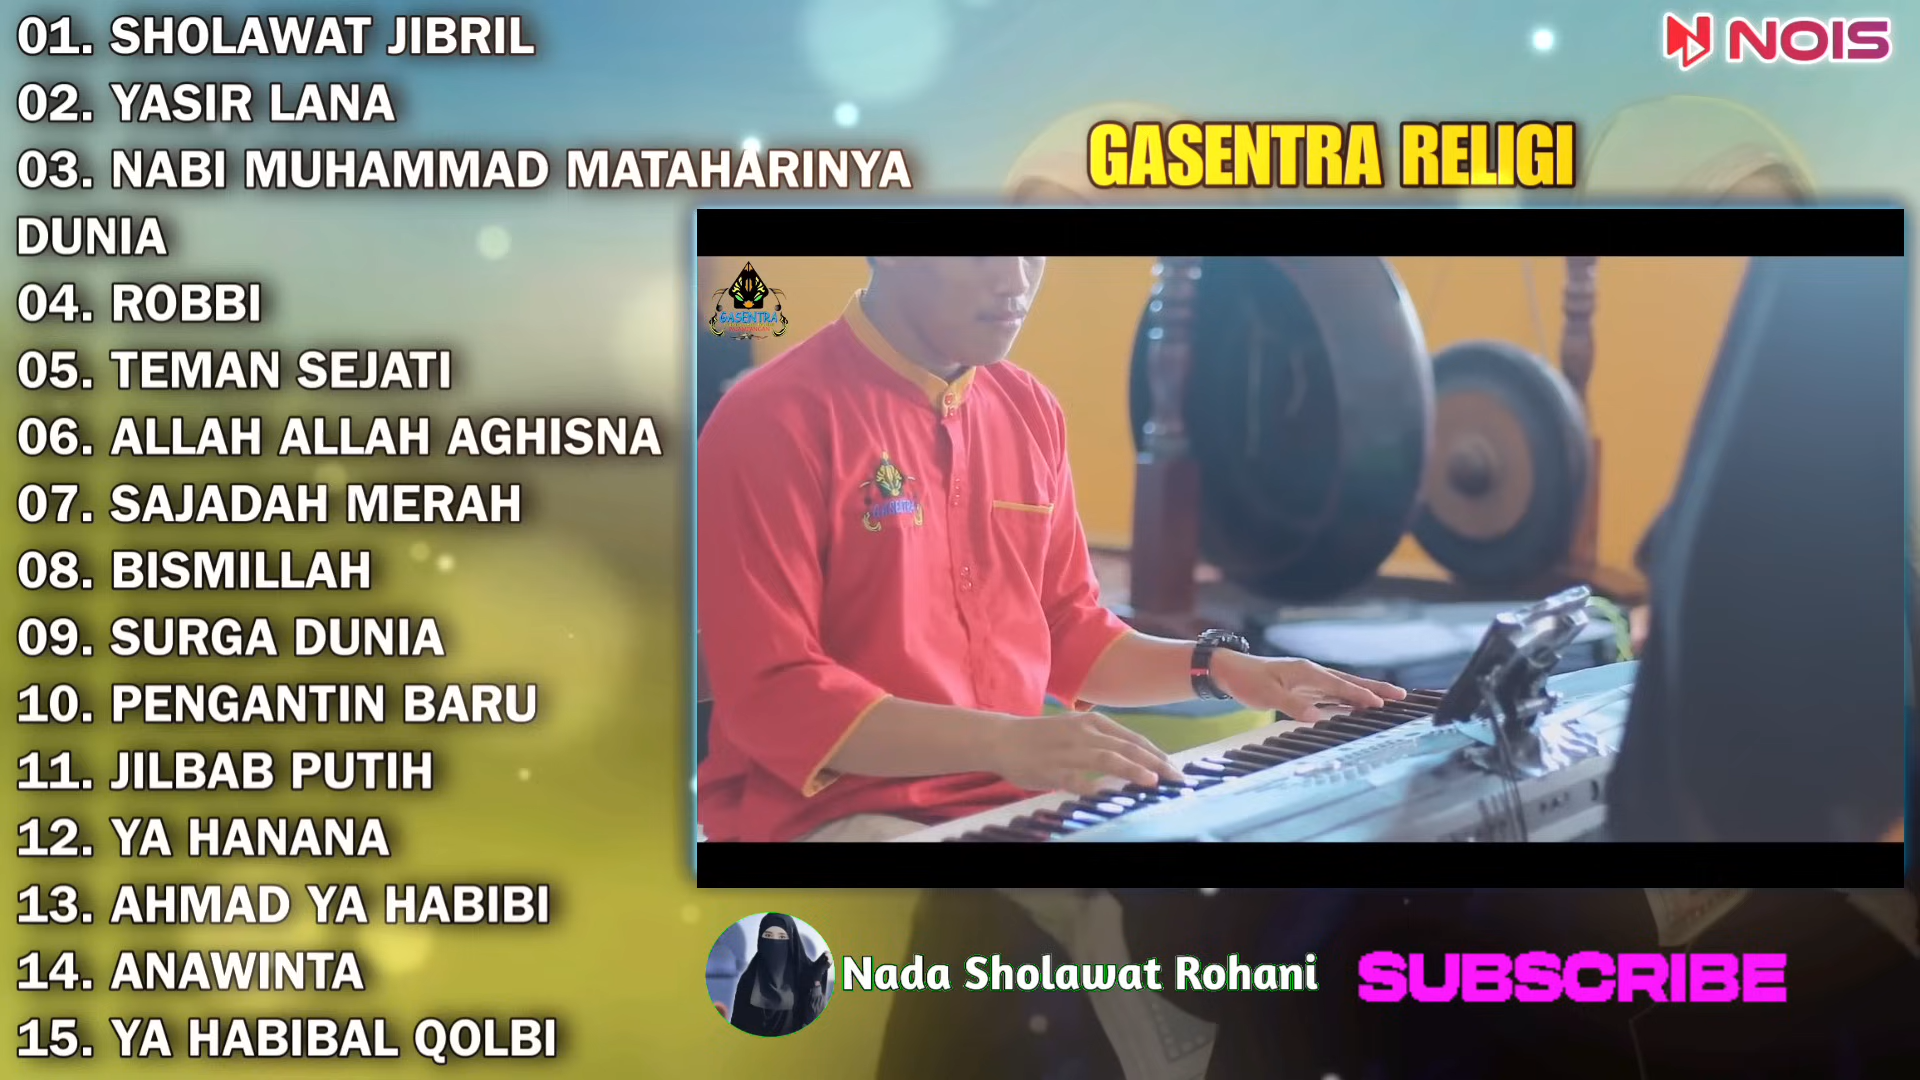 01. SHOLAWAT JIBRIL
02. YASIR LANA
03. NABI MUHAMMAD MATAHARINYA
DUNIA
04. ROBBI
05. TEMAN SEJATI
06. ALLAH ALLAH AGHISNA
07. SAJADAH MERAH
08. BISMILLAH
09. SURGA DUNIA
10. PENGANTIN BARU
11. JILBAB PUTIH
12. YA HANANA
13. AHMAD YA HABIBI
14. ANAWINTA
15. YA HABIBAL QOLBI
NOIS
GASENTRA RELIGI
GASENTRA
GASENTRA
Nada Sholawat Rohani
SUBSCRIBE